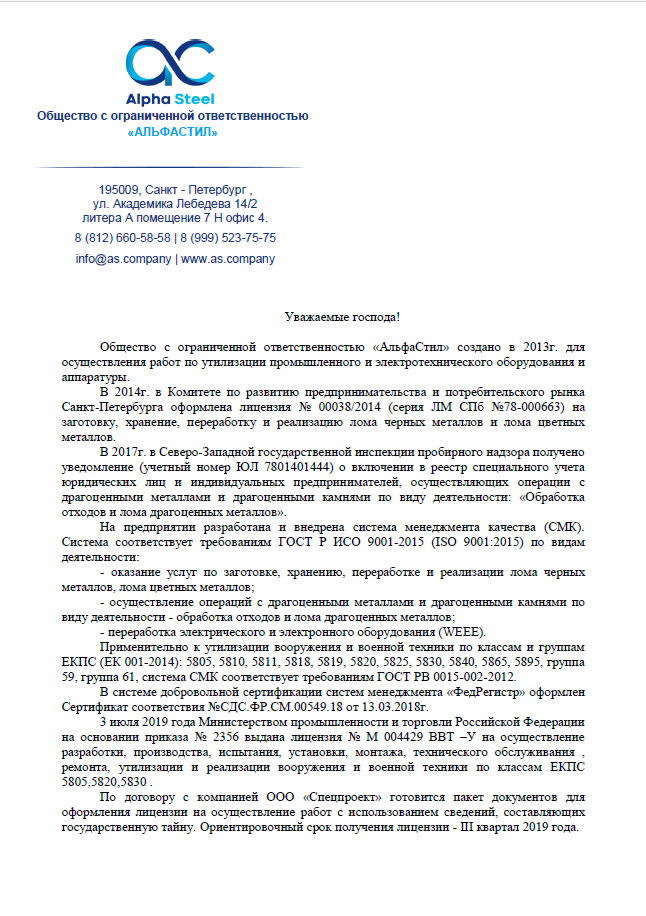 Alpha Steel
Общество с ограниченной ответственностью
«АЛЬФАСТИЛ»
195009, Санкт - Петербург ,
ул. Академика Лебедева 14/2
литера А помещение 7 Н офис 4.
8 (812) 660-58-58 | 8 (999) 523-75-75
info@as.company | www.as.company
Уважаемые господа!
Общество с ограниченной ответственностью «АльфаСтил» создано в 2013г. для
осуществления работ по утилизации промышленного и электротехнического оборудования и
аппаратуры.
В 2014г. в Комитете по развитию предпринимательства и потребительского рынка
Санкт-Петербурга оформлена лицензия № 00038/2014 (серия ЛМ СПб №78-000663) на
заготовку, хранение, переработку и реализацию лома черных металлов и лома цветных
металлов.
В 2017г. в Северо-Западной государственной инспекции пробирного надзора получено
уведомление (учетный номер ЮЛ 7801401444) о включении в реестр специального учета
юридических лиц и индивидуальных предпринимателей, осуществляющих операции с
драгоценными металлами и драгоценными камнями по виду деятельности: «Обработка
отходов и лома драгоценных металлов».
На предприятии разработана и внедрена система менеджмента качества (СМК).
Система соответствует требованиям ГОСТ Р ИСО 9001-2015 (ISO 9001:2015) по видам
деятельности:
- оказание услуг по заготовке, хранению, переработке и реализации лома черных
металлов, лома цветных металлов;
- осуществление операций с драгоценными металлами и драгоценными камнями по
виду деятельности - обработка отходов и лома драгоценных металлов;
- переработка электрического и электронного оборудования (WEEE).
Применительно к утилизации вооружения и военной техники по классам и группам
ЕКПС (ЕК 001-2014): 5805, 5810, 5811, 5818, 5819, 5820, 5825, 5830, 5840, 5865, 5895, группа
59, группа 61, система СМК соответствует требованиям ГОСТ РВ 0015-002-2012.
В системе добровольной сертификации систем менеджмента «ФедРегистр» оформлен
Сертификат соответствия №СДС.ФР.СМ.00549.18 от 13.03.2018г.
3 июля 2019 года Министерством промышленности и торговли Российской Федерации
на основании приказа № 2356 выдана лицензия № М 004429 ВВТ –У на осуществление
разработки, производства, испытания, установки, монтажа, технического обслуживания ,
ремонта, утилизации и реализации вооружения и военной техники по классам ЕКПС
5805,5820,5830 .
По договору с компанией ООО «Спецпроект» готовится пакет документов для
оформления лицензии на осуществление работ с использованием сведений, составляющих
государственную тайну. Ориентировочный срок получения лицензии - III квартал 2019 года.